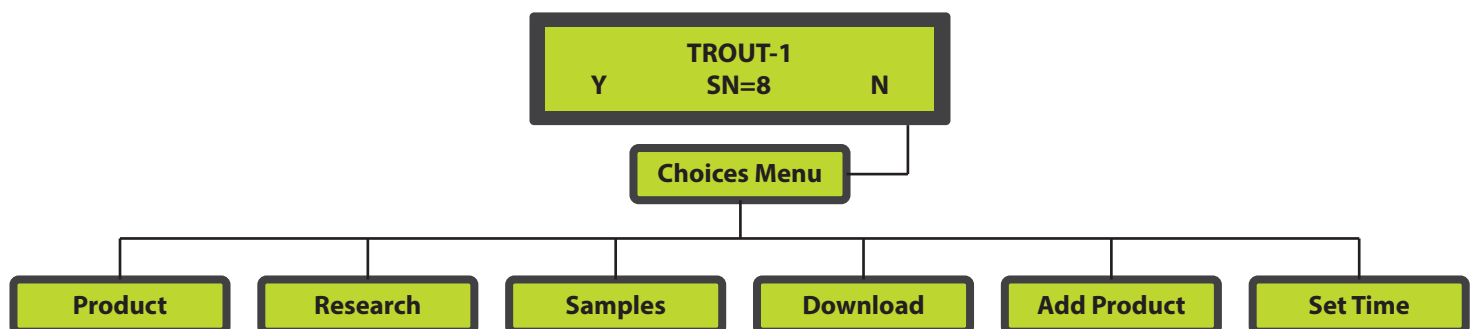 TROUT-1
Y SN=8 N
Choices Menu
Product Research Samples Download Add Product Set Time